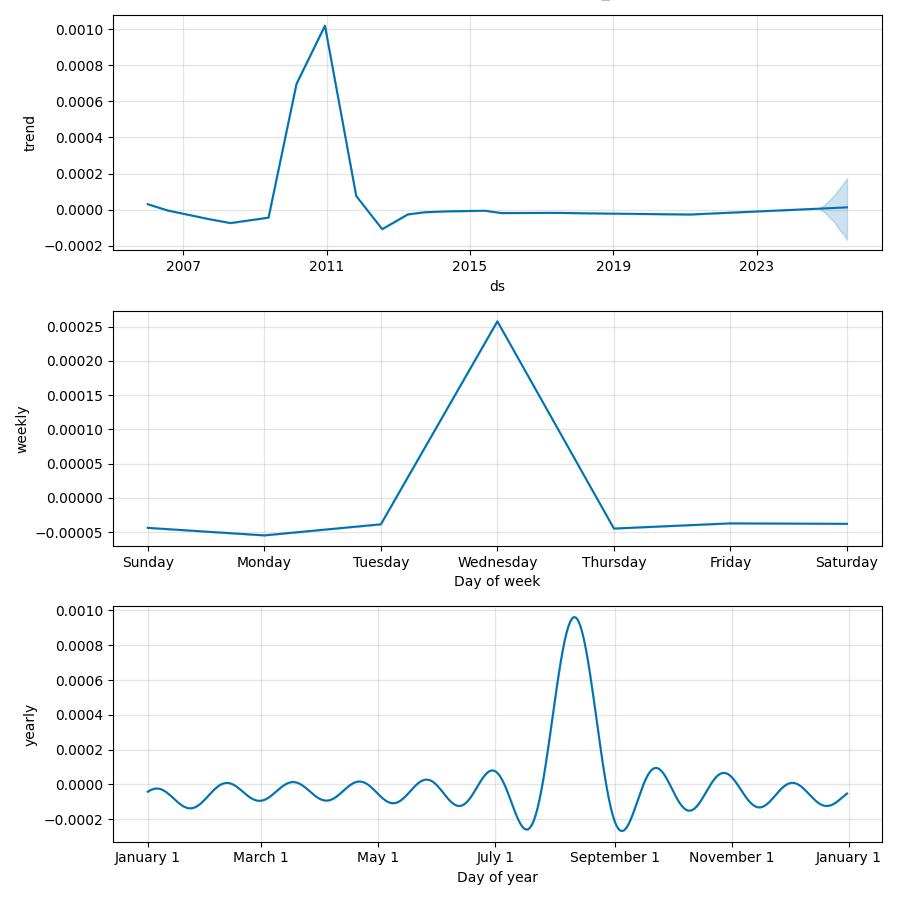 0.0010
0.0008
0.0006
0.0004
0.0002
0.0000
−0.0002
trend
2007 2011 2015 2019 2023
ds
0.00025
0.00020
0.00015
0.00010
0.00005
0.00000
−0.00005
weekly
Sunday Monday Tuesday Wednesday Thursday Friday Saturday
Day of week
0.0010
0.0008
0.0006
0.0004
0.0002
0.0000
−0.0002
yearly
January 1 March 1 May 1 July 1 September 1 November 1 January 1
Day of year